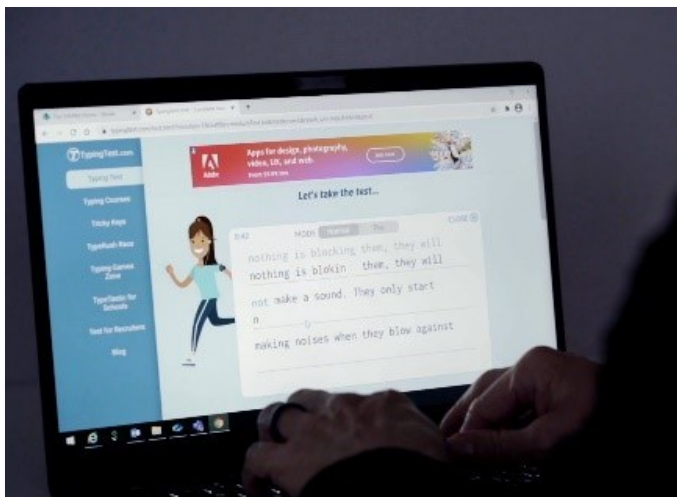 TypingTest.com
Adobe
Apps for design, photography,
video, UX, and web.
Let's take the test...
Typing Test
Typing Courses
Tricky Keys
TypeRush Race
Typing Games
Zone
TypeTastic for
Schools
Test for Recruiters
Blog
0:42
MODE
Normal
Pro
CLOSE
nothing is blocking them, they will
nothing is blokin them, they will
not make a sound. They only start
n
making noises when they blow against